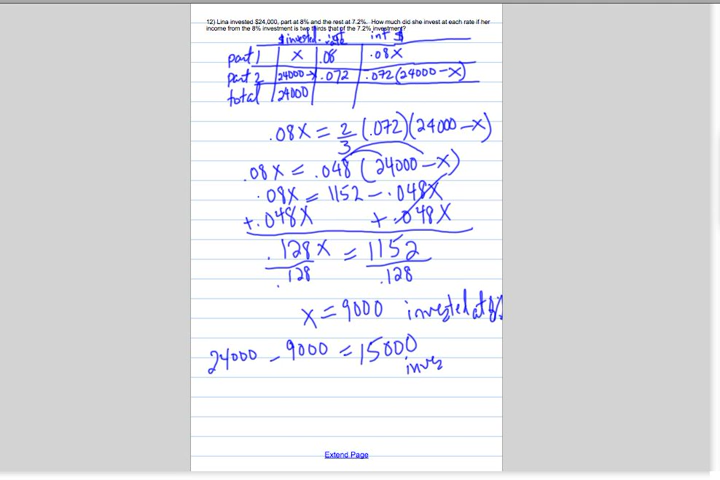 12) Lina invested $24,000, part at 8% and the rest at 7.2%. How much did she invest at each rate if her
income from the 8% investment is two thirds that of the 7.2% investment?
$ invstd. rate int $
part 1 X .08 .08X
part 2 24000-x .072 .072(24000-X)
total 24000
.08X = 2/3 (.072)(24000-X)
.08X = .048 (24000-X)
.08X = 1152 - .048X
+.048X +.048X
.128X = 1152
.128 .128
X = 9000 invested at 8%
24000 - 9000 = 15000
inves
Extend Page